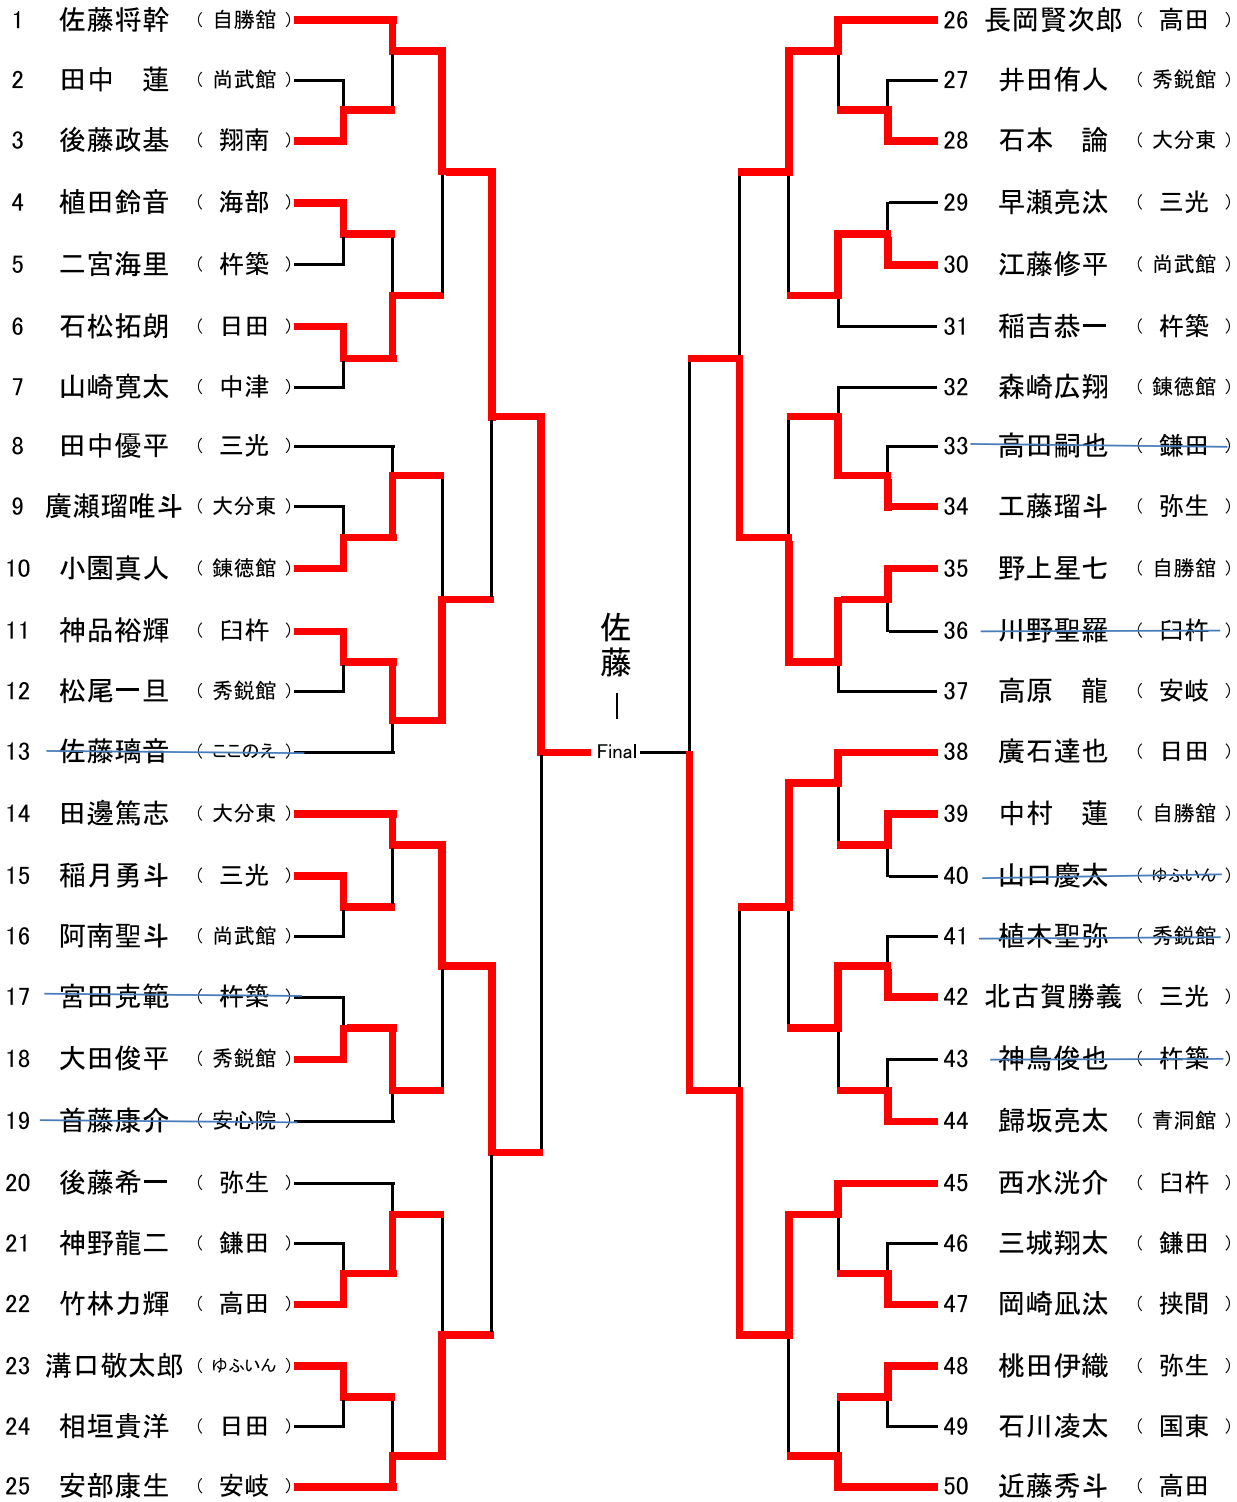 1 佐藤将幹 （ 自勝舘 ）
2 田中　蓮 （ 尚武館 ）
3 後藤政基 （ 翔南 ）
4 植田鈴音 （ 海部 ）
5 二宮海里 （ 杵築 ）
6 石松拓朗 （ 日田 ）
7 山崎寛太 （ 中津 ）
8 田中優平 （ 三光 ）
9 廣瀬瑠唯斗 （ 大分東 ）
10 小園真人 （ 錬徳館 ）
11 神品裕輝 （ 臼杵 ）
12 松尾一旦 （ 秀鋭館 ）
13 佐藤璃音 （ ここのえ ）
14 田邊篤志 （ 大分東 ）
15 稲月勇斗 （ 三光 ）
16 阿南聖斗 （ 尚武館 ）
17 宮田克範 （ 杵築 ）
18 大田俊平 （ 秀鋭館 ）
19 首藤康介 （ 安心院 ）
20 後藤希一 （ 弥生 ）
21 神野龍二 （ 鎌田 ）
22 竹林力輝 （ 高田 ）
23 溝口敬太郎 （ ゆふいん ）
24 相垣貴洋 （ 日田 ）
25 安部康生 （ 安岐 ）
佐藤
Final
26 長岡賢次郎 （ 高田 ）
27 井田侑人 （ 秀鋭館 ）
28 石本　論 （ 大分東 ）
29 早瀬亮汰 （ 三光 ）
30 江藤修平 （ 尚武館 ）
31 稲吉恭一 （ 杵築 ）
32 森崎広翔 （ 錬徳館 ）
33 高田嗣也 （ 鎌田 ）
34 工藤瑠斗 （ 弥生 ）
35 野上星七 （ 自勝舘 ）
36 川野聖羅 （ 臼杵 ）
37 高原　龍 （ 安岐 ）
38 廣石達也 （ 日田 ）
39 中村　蓮 （ 自勝舘 ）
40 山口慶太 （ ゆふいん ）
41 植木聖弥 （ 秀鋭館 ）
42 北古賀勝義 （ 三光 ）
43 神鳥俊也 （ 杵築 ）
44 歸坂亮太 （ 青洞館 ）
45 西水洸介 （ 臼杵 ）
46 三城翔太 （ 鎌田 ）
47 岡崎凪汰 （ 挟間 ）
48 桃田伊織 （ 弥生 ）
49 石川凌太 （ 国東 ）
50 近藤秀斗 （ 高田